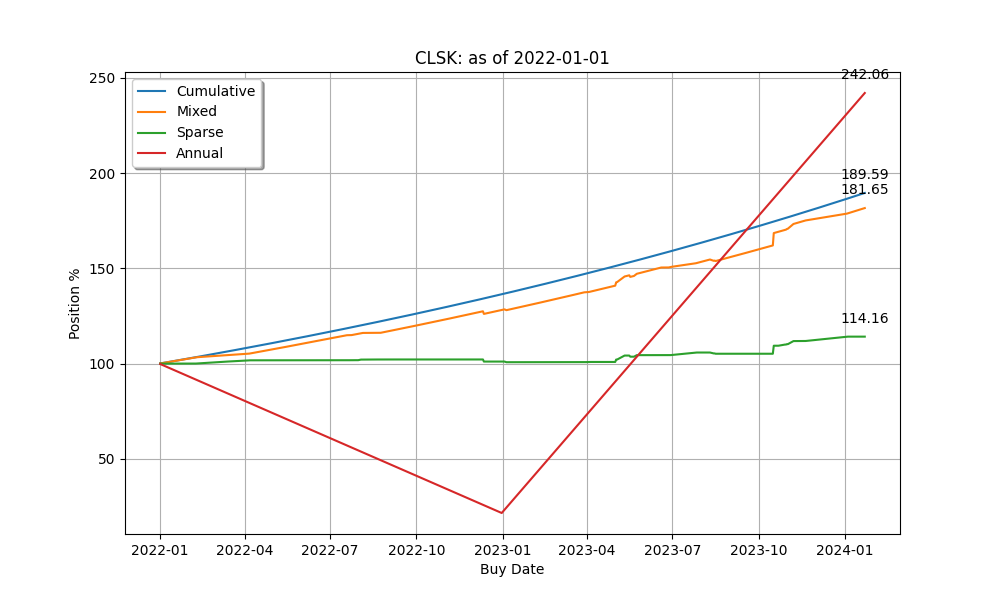 CLSK: as of 2022-01-01
250
200
150
100
50
Position %
Cumulative
Mixed
Sparse
Annual
242.06
189.59
181.65
114.16
2022-01 2022-04 2022-07 2022-10 2023-01 2023-04 2023-07 2023-10 2024-01
Buy Date